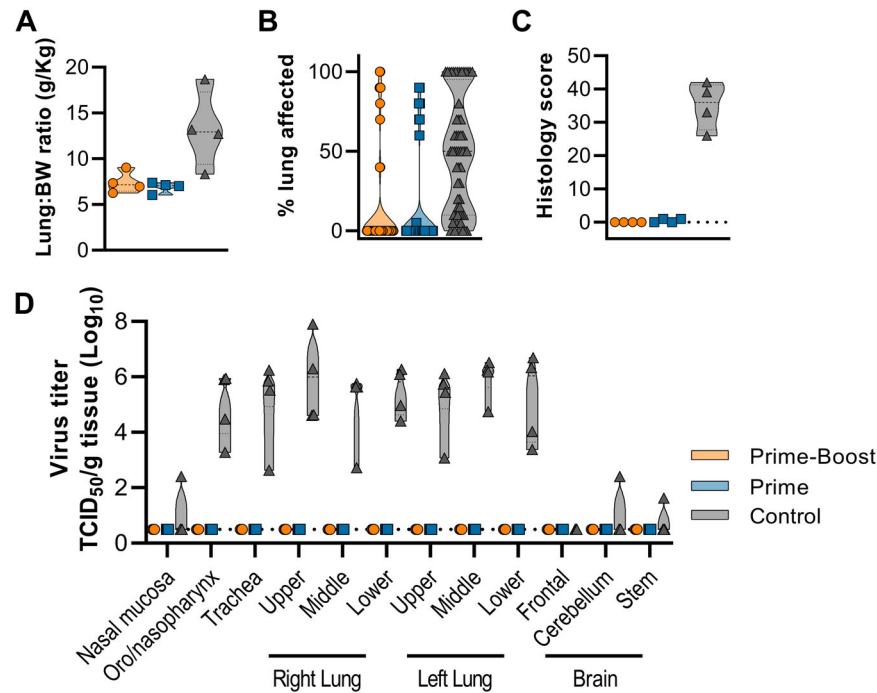 A
Lung:BW ratio (g/Kg)
20
15
10
5
0
B
% lung affected
100
50
0
C
Histology score
50
40
30
20
10
0
D
Virus titer
TCID50/g tissue (Log10)
8
6
4
2
0
Nasal mucosa
Oro/nasopharynx
Trachea
Upper
Middle
Lower
Upper
Middle
Lower
Frontal
Cerebellum
Stem
Right Lung
Left Lung
Brain
Prime-Boost
Prime
Control